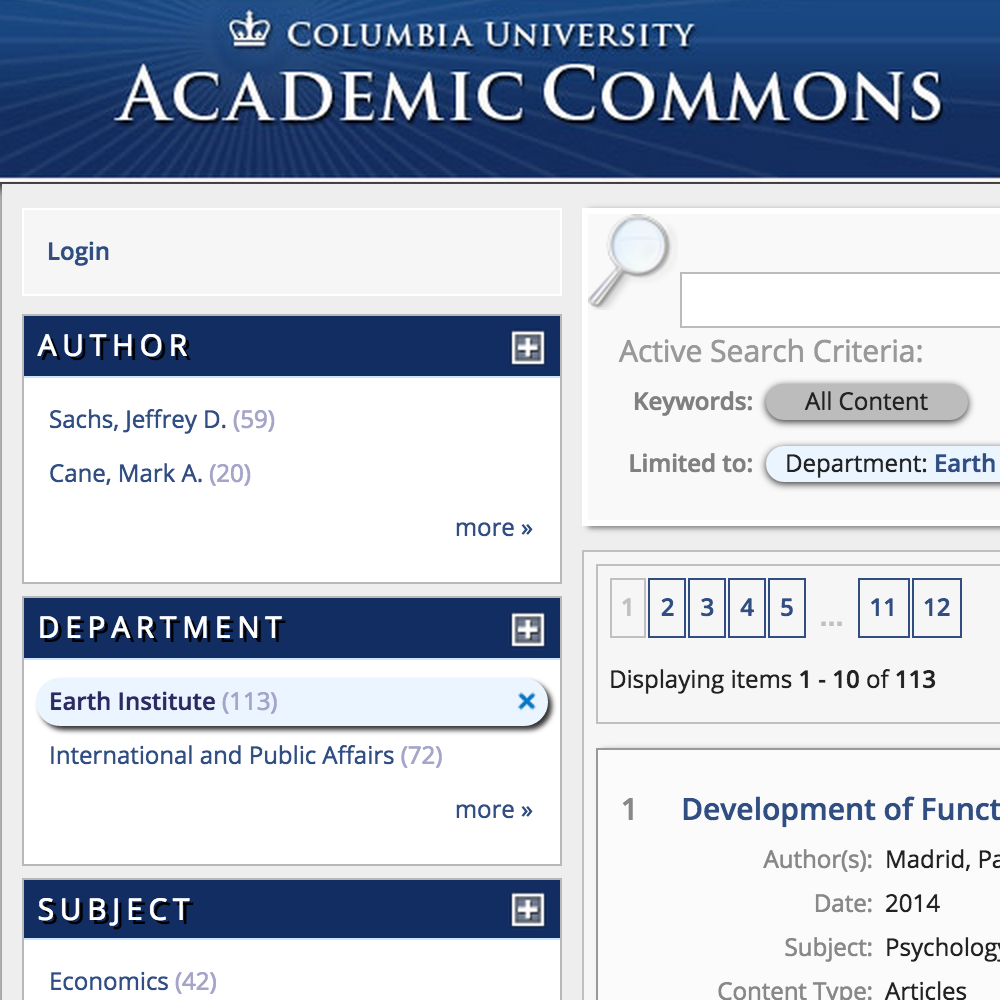 COLUMBIA UNIVERSITY
ACADEMIC COMMONS
Login
AUTHOR
Sachs, Jeffrey D. (59)
Cane, Mark A. (20)
more »
DEPARTMENT
Earth Institute (113)
International and Public Affairs (72)
more »
SUBJECT
Economics (42)
Active Search Criteria:
Keywords: All Content
Limited to: Department: Earth
1 2 3 4 5 ... 11 12
Displaying items 1 - 10 of 113
1 Development of Funct
Author(s): Madrid, Pa
Date: 2014
Subject: Psychology
Content Type: Articles